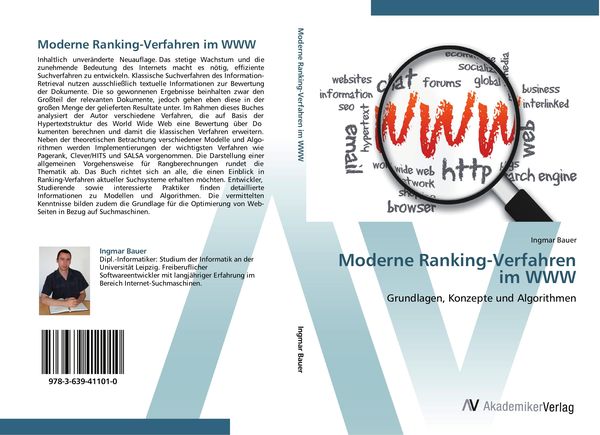 Moderne Ranking-Verfahren im WWW
Inhaltlich unveränderte Neuauflage. Das stetige Wachstum und die
zunehmende Bedeutung des Internets macht es nötig, effiziente
Suchverfahren zu entwickeln. Klassische Suchverfahren des Information-
Retrieval nutzen ausschließlich textuelle Informationen zur Bewertung
der Dokumente. Die so gewonnenen Ergebnisse beinhalten zwar den
Großteil der relevanten Dokumente, jedoch gehen eben diese in der
großen Menge der gelieferten Resultate unter. Im Rahmen dieses Buches
analysiert der Autor verschiedene Verfahren, die auf Basis der
Hypertextstruktur des World Wide Web eine Bewertung über Do-
kumenten berechnen und damit die klassischen Verfahren erweitern.
Neben der theoretischen Betrachtung verschiedener Modelle und Algo-
rithmen werden Implementierungen der wichtigsten Verfahren wie
Pagerank, Clever/HITS und SALSA vorgenommen. Die Darstellung einer
allgemeinen Vorgehensweise für Rangberechnungen rundet die
Thematik ab. Das Buch richtet sich an alle, die einen Einblick in
Ranking-Verfahren aktueller Suchsysteme erhalten möchten. Entwickler,
Studierende sowie interessierte Praktiker finden detaillierte
Informationen zu Modellen und Algorithmen. Die vermittelten
Kenntnisse bilden zudem die Grundlage für die Optimierung von Web-
Seiten in Bezug auf Suchmaschinen.
Ingmar Bauer
Dipl.-Informatiker: Studium der Informatik an der
Universität Leipzig. Freiberuflicher
Softwareentwickler mit langjähriger Erfahrung im
Bereich Internet-Suchmaschinen.
978-3-639-41101-0
Moderne Ranking-Verfahren im WWW
Ingmar Bauer
socializing
chat
forums
global
websites
information
seo
hypertext
email
www
business
interlinked
web
world wide web
http
search engine
sharing
browser
Ingmar Bauer
Moderne Ranking-Verfahren
im WWW
Grundlagen, Konzepte und Algorithmen
AV AkademikerVerlag